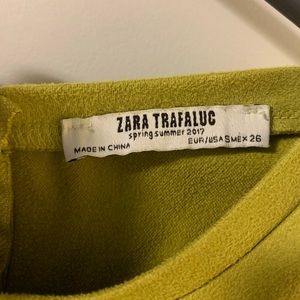 ZARA TRAFALUC
spring summer 2017
MADE IN CHINA EUR/USA S MEX 26